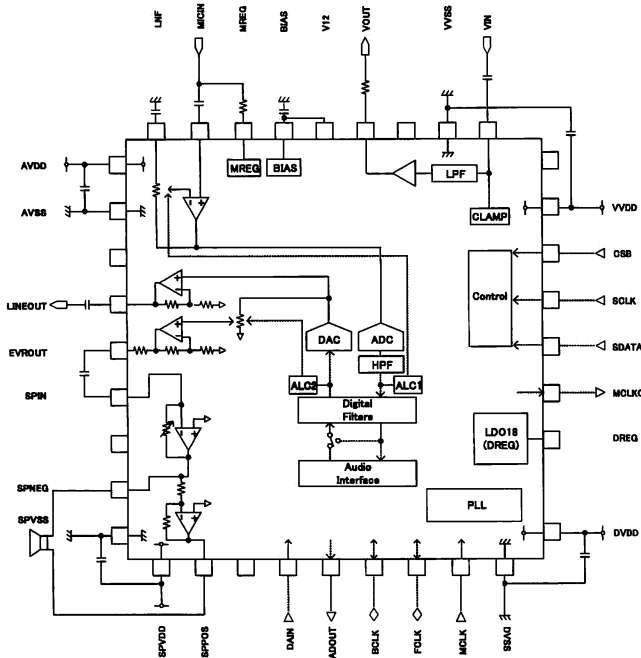 LNF
MICIN
MREG
BIAS
V12
VOUT
VVSS
VIN
AVDD
AVSS
LINEOUT
EVROUT
SPIN
SPNEG
SPVSS
MREG
BIAS
LPF
CLAMP
Control
DAC
ADC
HPF
ALC2
ALC1
Digital
Filters
Audio
Interface
LDO18
(DREG)
PLL
VVDD
CSB
SCLK
SDATA
MCLKO
DREG
DVDD
SPVDD
SPPOS
DAIN
ADOUT
BCLK
FCLK
MCLK
DVSS